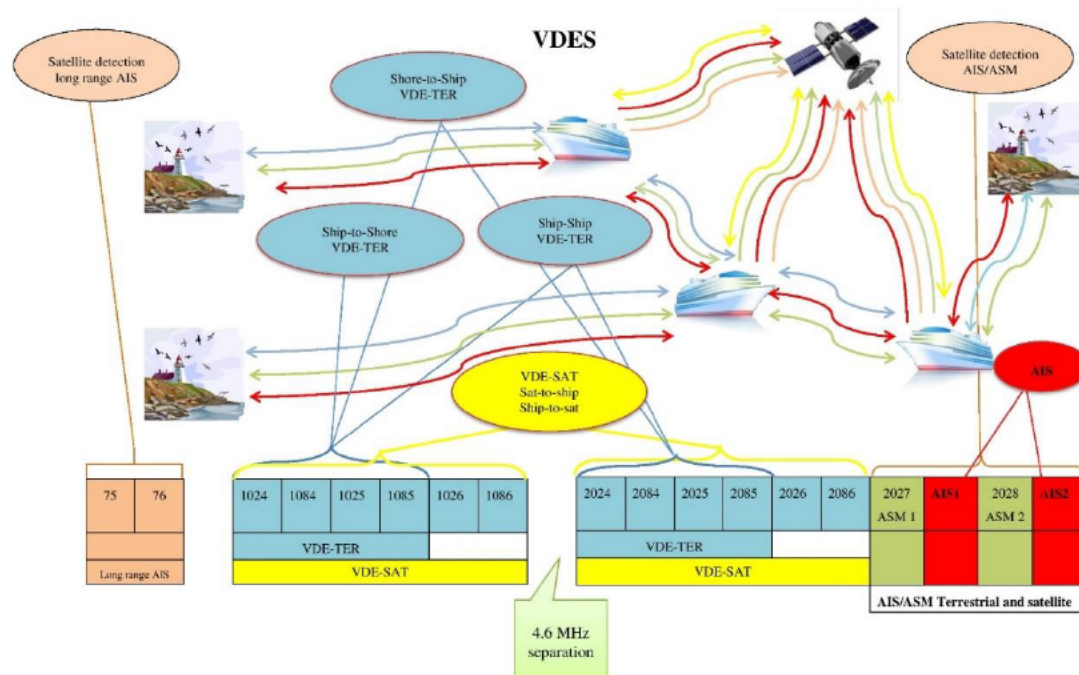 VDES
Satellite detection
long range AIS
Shore-to-Ship
VDE-TER
Satellite detection
AIS/ASM
Ship-to-Shore
VDE-TER
Ship-Ship
VDE-TER
VDE-SAT
Sat-to-ship
Ship-to-sat
AIS
75 76
1024 1084 1025 1085 1026 1086
2024 2084 2025 2085 2026 2086
2027 AIS1 2028 AIS2
ASM 1 ASM 2
VDE-TER
VDE-TER
Long range AIS
VDE-SAT
VDE-SAT
AIS/ASM Terrestrial and satellite
4.6 MHz
separation